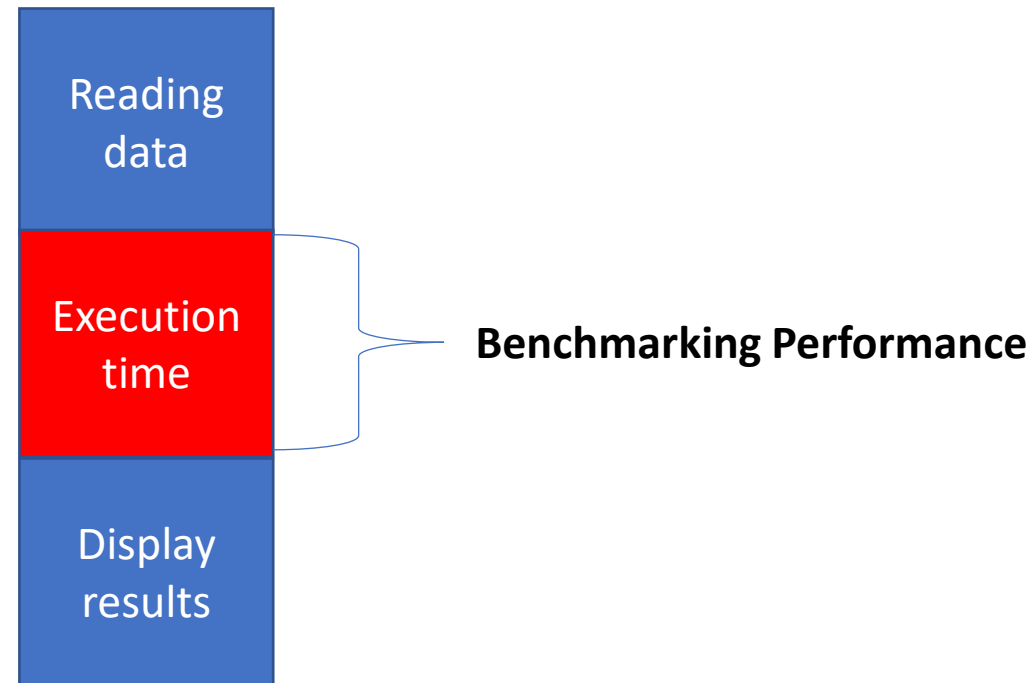 Reading
data
Execution
time
Benchmarking Performance
Display
results